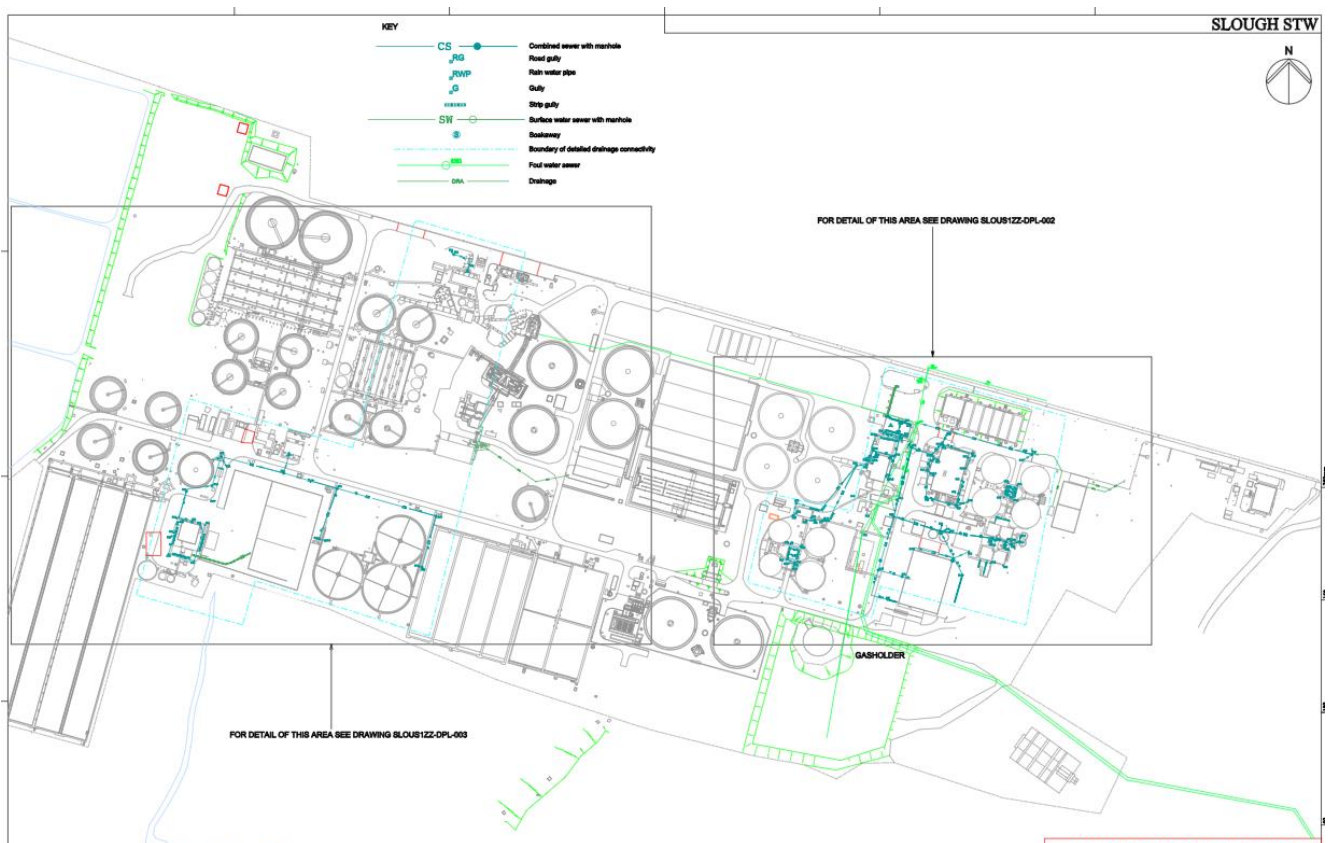 SLOUGH STW
KEY
N
CS
Combined sewer with manhole
RG
Road gully
RWP
Rain water pipe
G
Gully
Strip gully
SW
Surface water sewer with manhole
S
Soakaway
Boundary of detailed drainage connectivity
Foul water sewer
DRA
Drainage
FOR DETAIL OF THIS AREA SEE DRAWING SLOUS1ZZ-DPL-002
GASHOLDER
FOR DETAIL OF THIS AREA SEE DRAWING SLOUS1ZZ-DPL-003